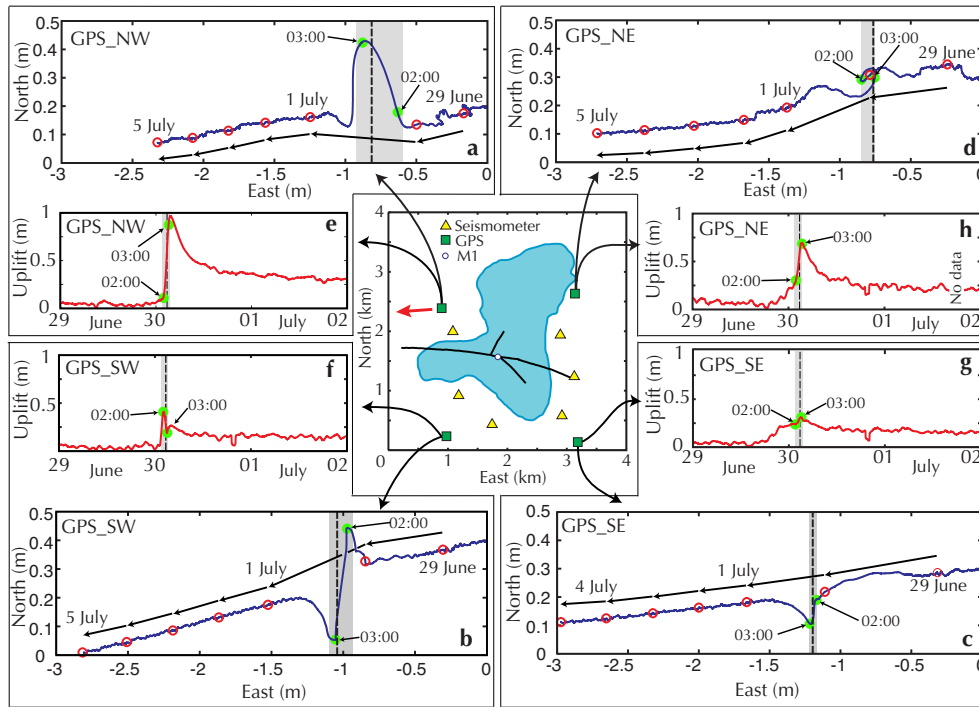 GPS_NW
03:00
02:00
1 July
29 June
5 July
a
North (m)
0.5
0.4
0.3
0.2
0.1
0
-3 -2.5 -2 -1.5 -1 -0.5 0
East (m)
GPS_NE
03:00
02:00
29 June
1 July
5 July
d
North (m)
0.5
0.4
0.3
0.2
0.1
0
-3 -2.5 -2 -1.5 -1 -0.5 0
East (m)
GPS_NW
e
03:00
02:00
Uplift (m)
1
0.5
0
29 30 01 02
June July
Seismometer
GPS
M1
North (km)
4
3
2
1
0
0 1 2 3 4
East (km)
GPS_NE
h
03:00
02:00
No data
Uplift (m)
1
0.5
0
29 30 01 02
June July
GPS_SW
f
02:00
03:00
Uplift (m)
1
0.5
0
29 30 01 02
June July
GPS_SE
g
02:00
03:00
Uplift (m)
1
0.5
0
29 30 01 02
June July
GPS_SW
02:00
1 July
29 June
5 July
03:00
b
North (m)
0.5
0.4
0.3
0.2
0.1
0
-3 -2.5 -2 -1.5 -1 -0.5 0
East (m)
GPS_SE
4 July
1 July
29 June
02:00
03:00
c
North (m)
0.5
0.4
0.3
0.2
0.1
0
-3 -2.5 -2 -1.5 -1 -0.5 0
East (m)